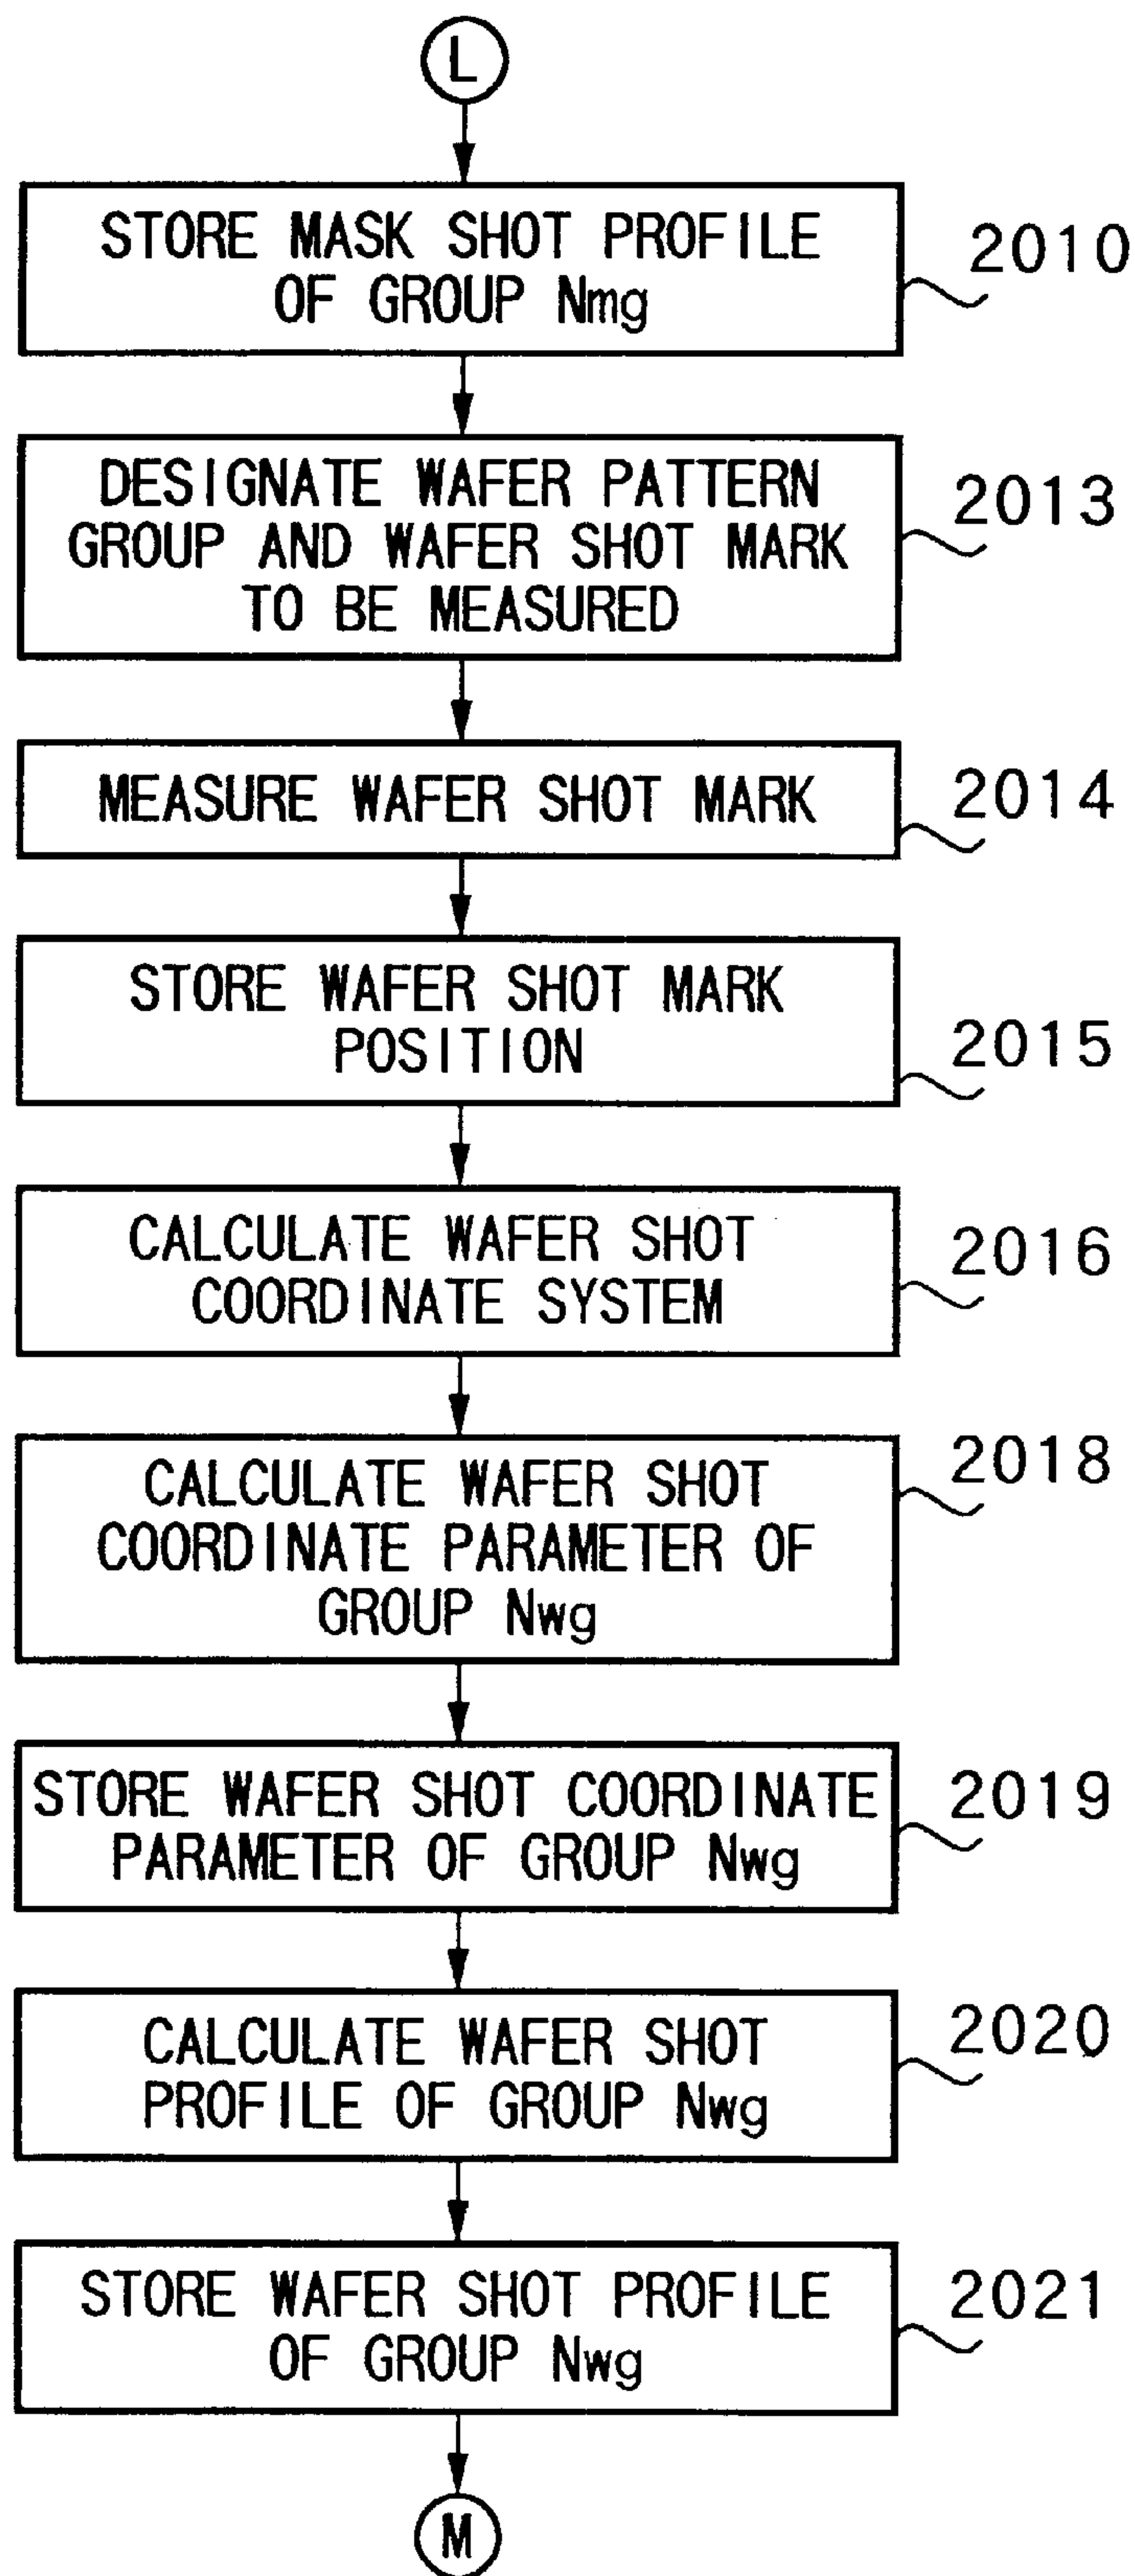 L
STORE MASK SHOT PROFILE
OF GROUP Nmg
2010
DESIGNATE WAFER PATTERN
GROUP AND WAFER SHOT MARK
TO BE MEASURED
2013
MEASURE WAFER SHOT MARK
2014
STORE WAFER SHOT MARK
POSITION
2015
CALCULATE WAFER SHOT
COORDINATE SYSTEM
2016
CALCULATE WAFER SHOT
COORDINATE PARAMETER OF
GROUP Nwg
2018
STORE WAFER SHOT COORDINATE
PARAMETER OF GROUP Nwg
2019
CALCULATE WAFER SHOT
PROFILE OF GROUP Nwg
2020
STORE WAFER SHOT PROFILE
OF GROUP Nwg
2021
M